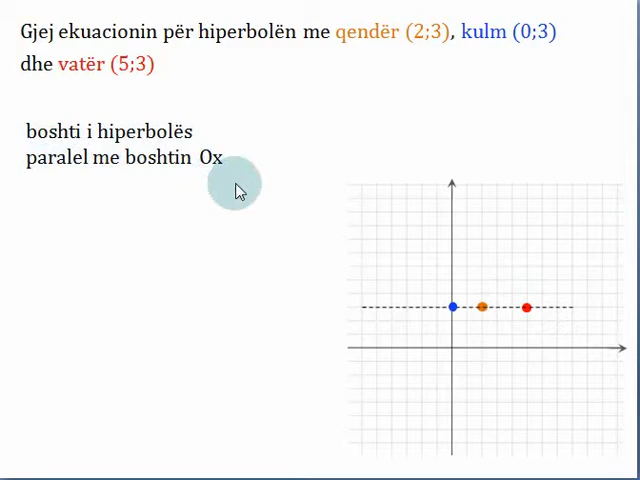 Gjej ekuacionin për hiperbolën me qendër (2;3), kulm (0;3)
dhe vatër (5;3)
boshti i hiperbolës
paralel me boshtin Ox